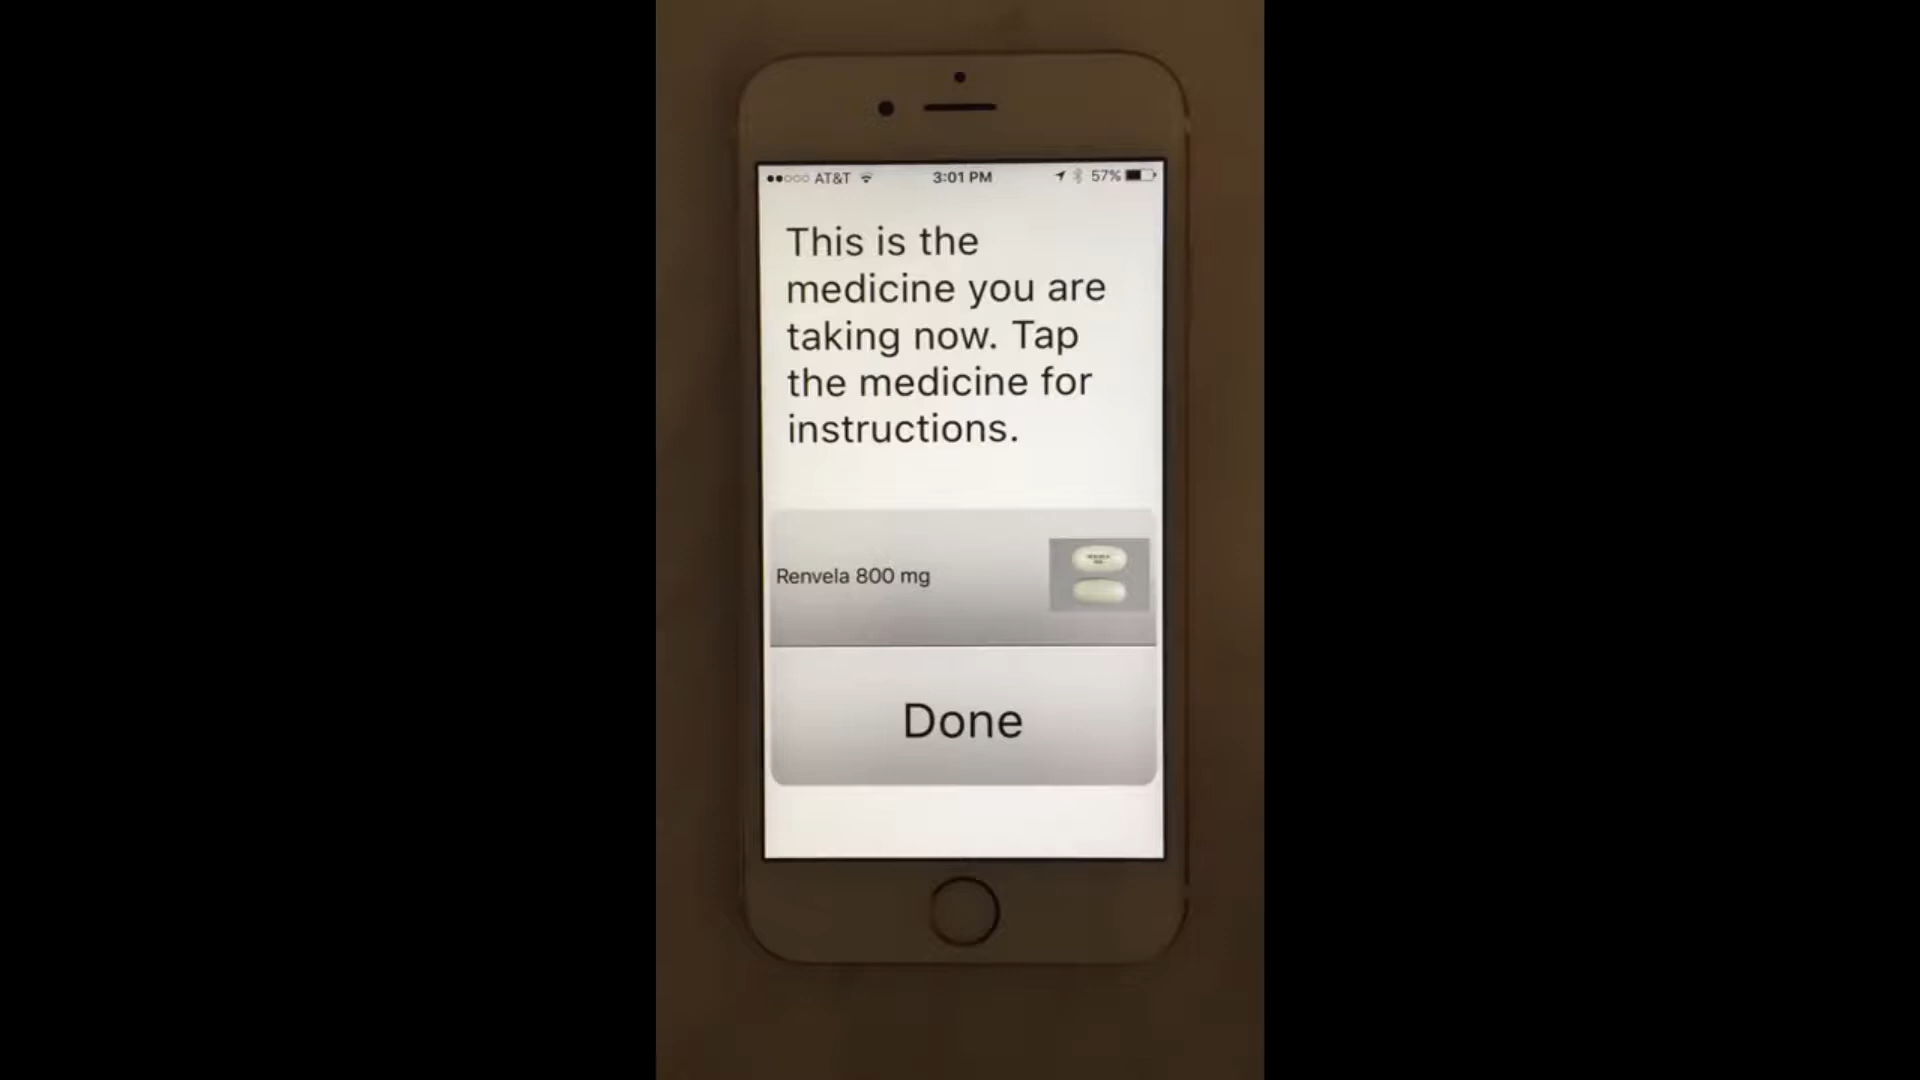 AT&T 3:01 PM 57%
This is the
medicine you are
taking now. Tap
the medicine for
instructions.
Renvela 800 mg
Done